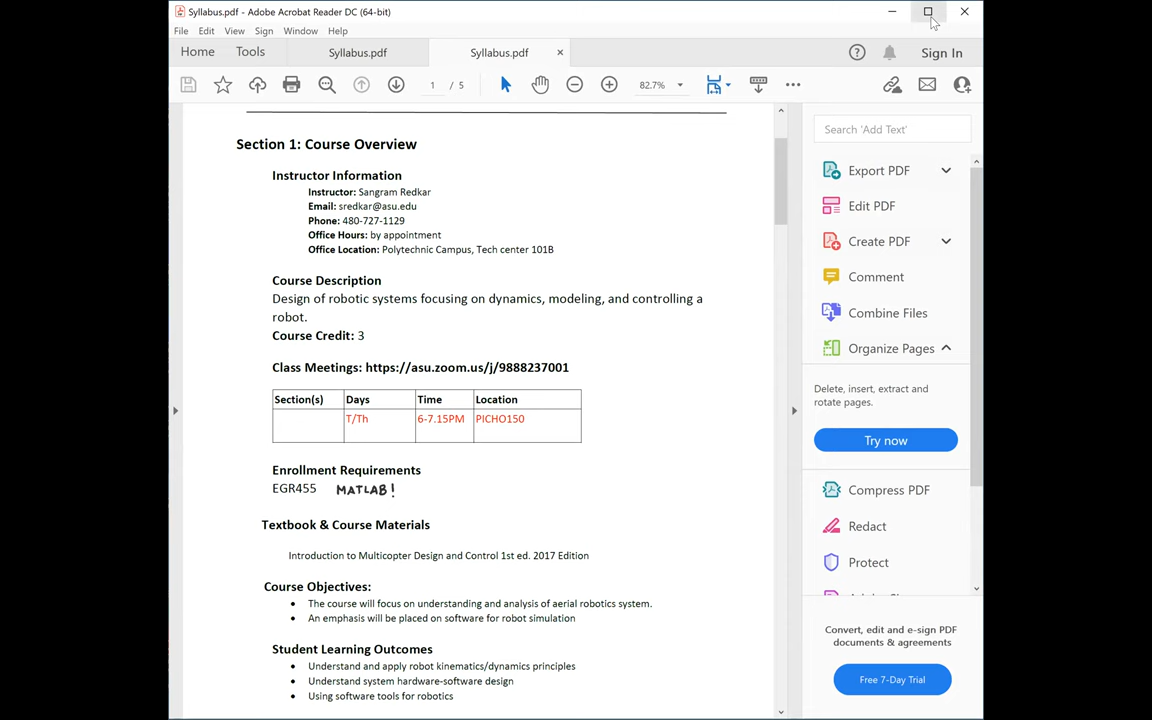 Syllabus.pdf - Adobe Acrobat Reader DC (64-bit)
File Edit View Sign Window Help
Home Tools Syllabus.pdf Syllabus.pdf Sign In
1 / 5 82.7%
Section 1: Course Overview
Instructor Information
Instructor: Sangram Redkar
Email: sredkar@asu.edu
Phone: 480-727-1129
Office Hours: by appointment
Office Location: Polytechnic Campus, Tech center 101B
Course Description
Design of robotic systems focusing on dynamics, modeling, and controlling a
robot.
Course Credit: 3
Class Meetings: https://asu.zoom.us/j/9888237001
Section(s) Days Time Location
T/Th 6-7.15PM PICHO150
Enrollment Requirements
EGR455 MATLAB!
Textbook & Course Materials
Introduction to Multicopter Design and Control 1st ed. 2017 Edition
Course Objectives:
• The course will focus on understanding and analysis of aerial robotics system.
• An emphasis will be placed on software for robot simulation
Student Learning Outcomes
• Understand and apply robot kinematics/dynamics principles
• Understand system hardware-software design
• Using software tools for robotics
Search 'Add Text'
Export PDF
Edit PDF
Create PDF
Comment
Combine Files
Organize Pages
Delete, insert, extract and
rotate pages.
Try now
Compress PDF
Redact
Protect
Convert, edit and e-sign PDF
documents & agreements
Free 7-Day Trial